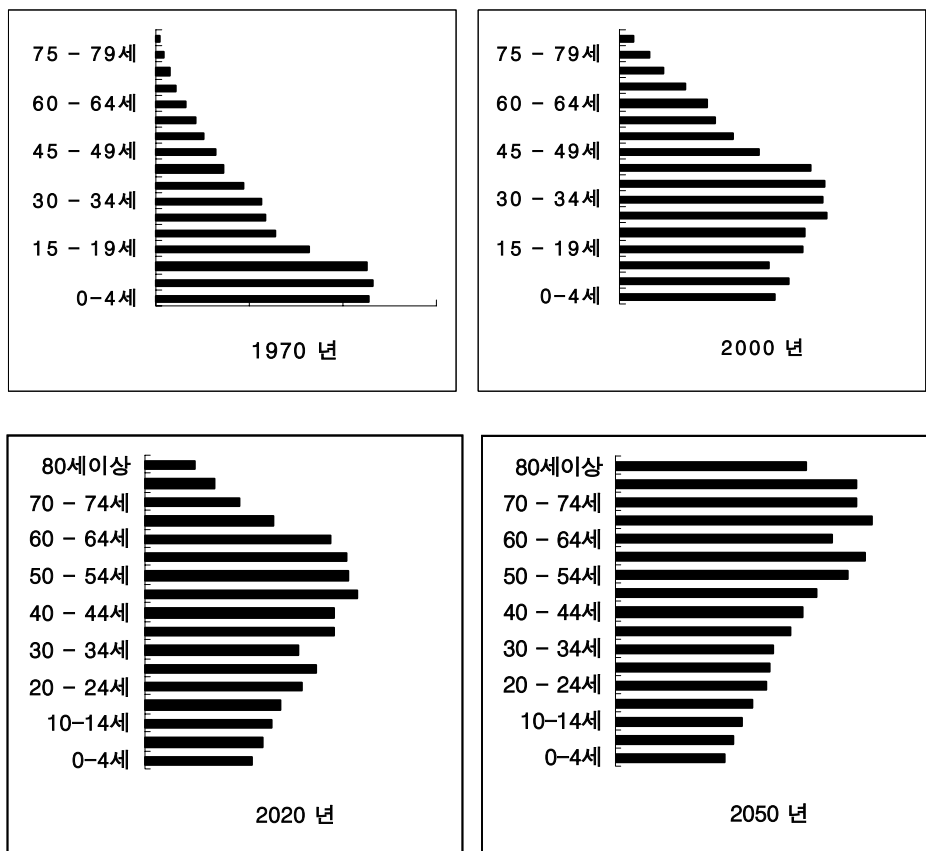 75 - 79세
60 - 64세
45 - 49세
30 - 34세
15 - 19세
0-4세
1970 년
75 - 79세
60 - 64세
45 - 49세
30 - 34세
15 - 19세
0-4세
2000 년
80세이상
70 - 74세
60 - 64세
50 - 54세
40 - 44세
30 - 34세
20 - 24세
10-14세
0-4세
2020 년
80세이상
70 - 74세
60 - 64세
50 - 54세
40 - 44세
30 - 34세
20 - 24세
10-14세
0-4세
2050 년